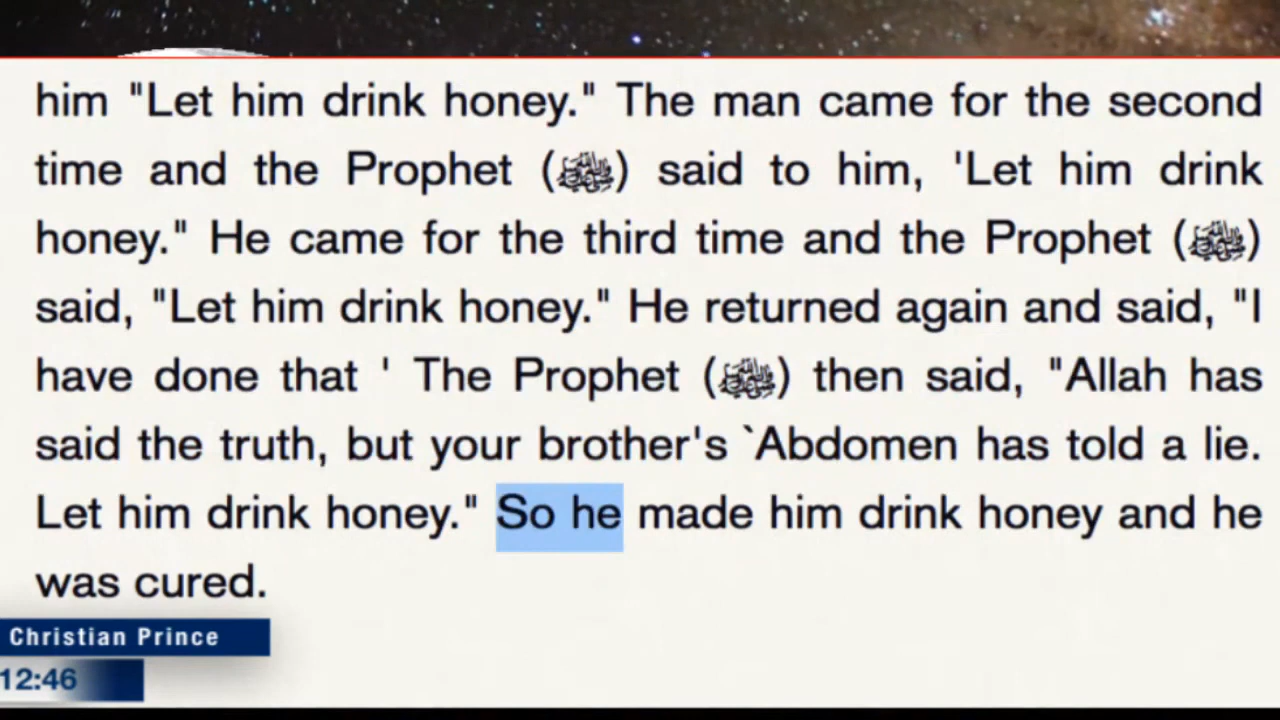 him "Let him drink honey." The man came for the second
time and the Prophet (ﷺ) said to him, 'Let him drink
honey." He came for the third time and the Prophet (ﷺ)
said, "Let him drink honey." He returned again and said, "I
have done that ' The Prophet (ﷺ) then said, "Allah has
said the truth, but your brother's `Abdomen has told a lie.
Let him drink honey." So he made him drink honey and he
was cured.
Christian Prince
12:46